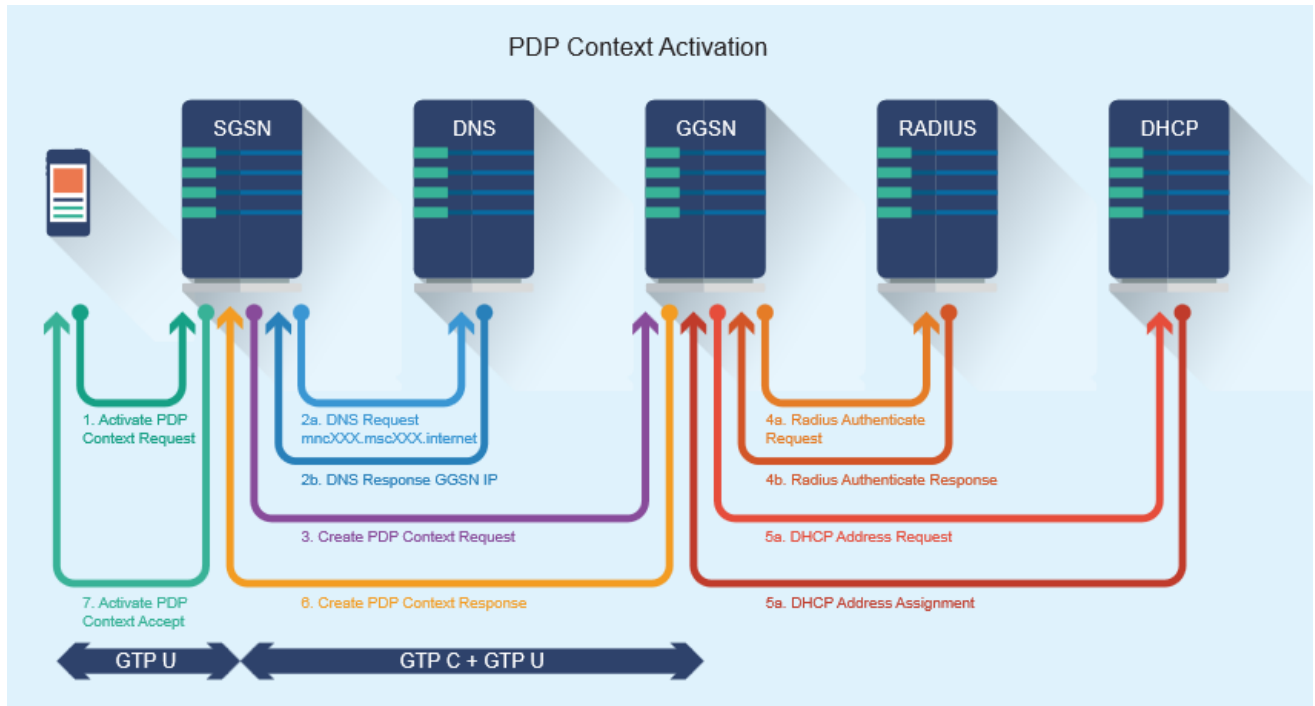 PDP Context Activation
SGSN
DNS
GGSN
RADIUS
DHCP
1. Activate PDP
Context Request
2a. DNS Request
mncXXX.mscXXX.internet
2b. DNS Response GGSN IP
3. Create PDP Context Request
4a. Radius Authenticate
Request
4b. Radius Authenticate Response
5a. DHCP Address Request
5a. DHCP Address Assignment
6. Create PDP Context Response
7. Activate PDP
Context Accept
GTP U
GTP C + GTP U